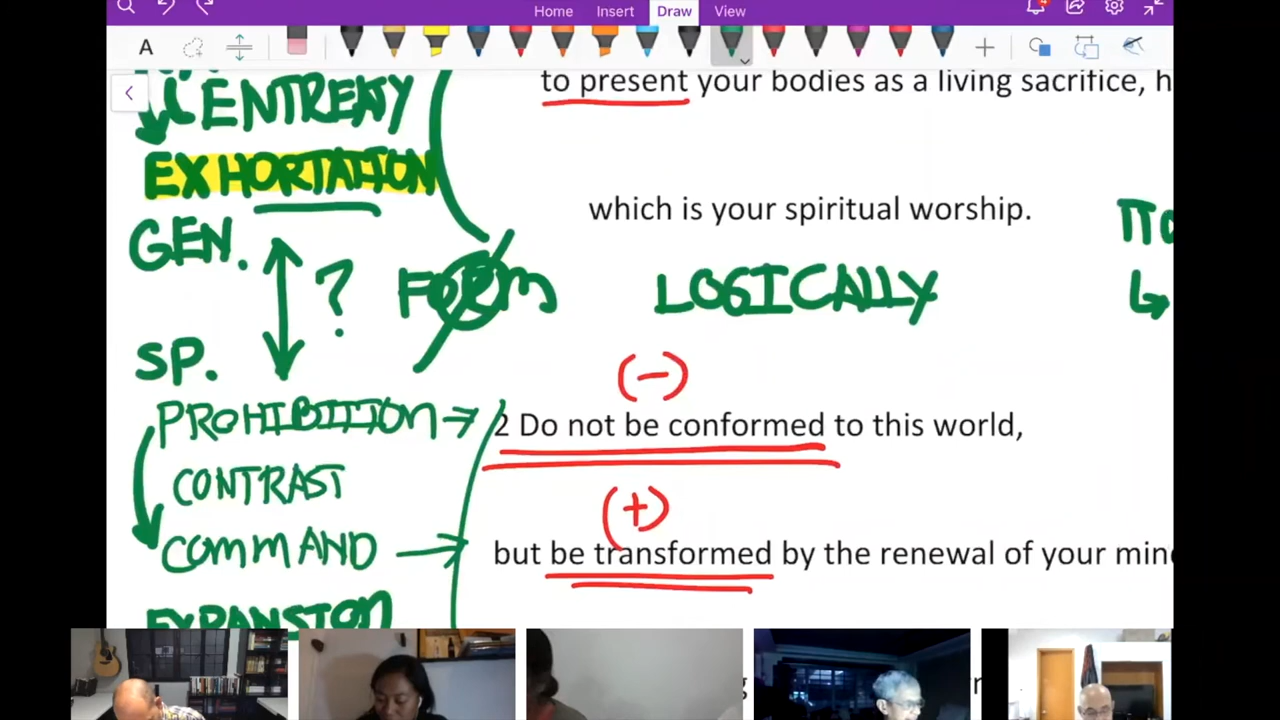 Home Insert Draw View
A
to present your bodies as a living sacrifice, h
ENTREATY
EXHORTATION
which is your spiritual worship.
GEN.
? FORM LOGICALLY
SP.
(-)
PROHIBITION → 2 Do not be conformed to this world,
CONTRAST
(+)
COMMAND → but be transformed by the renewal of your min
EXPANSION